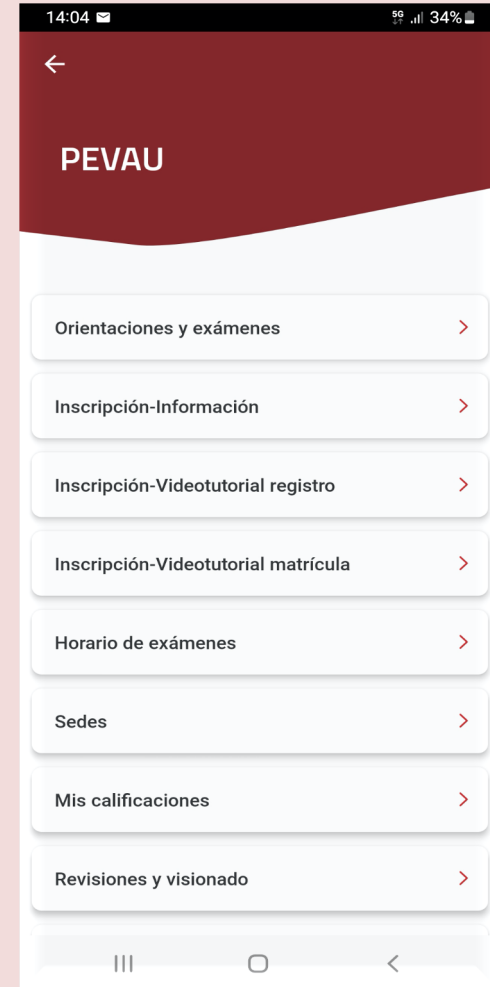 14:04 5G 34%
PEVAU
Orientaciones y exámenes
Inscripción-Información
Inscripción-Videotutorial registro
Inscripción-Videotutorial matrícula
Horario de exámenes
Sedes
Mis calificaciones
Revisiones y visionado